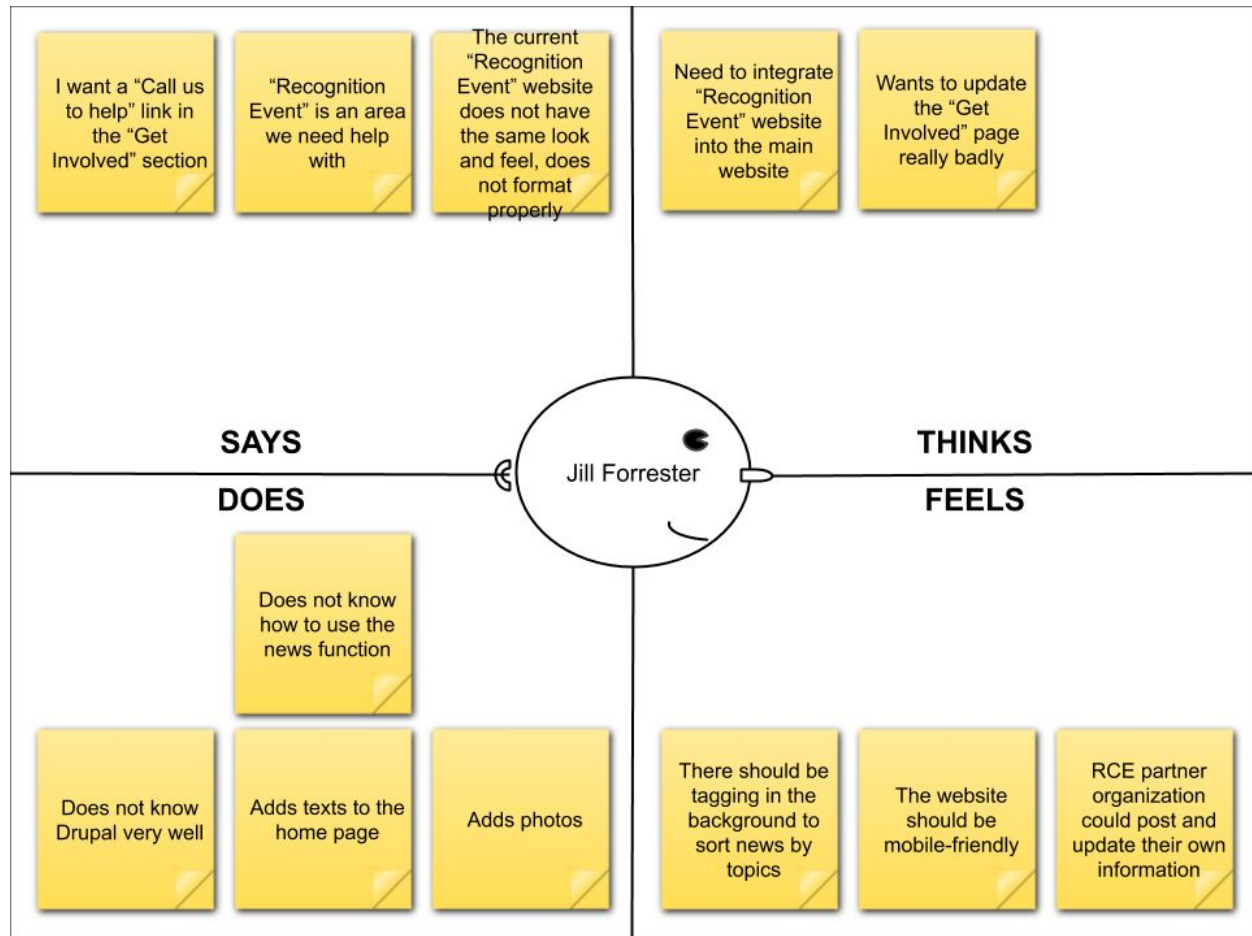 I want a “Call us
to help” link in
the “Get
Involved” section
“Recognition
Event” is an area
we need help
with
The current
“Recognition
Event” website
does not have
the same look
and feel, does
not format
properly
Need to integrate
“Recognition
Event” website
into the main
website
Wants to update
the “Get
Involved” page
really badly
SAYS
THINKS
Jill Forrester
DOES
FEELS
Does not know
how to use the
news function
Does not know
Drupal very well
Adds texts to the
home page
Adds photos
There should be
tagging in the
background to
sort news by
topics
The website
should be
mobile-friendly
RCE partner
organization
could post and
update their own
information